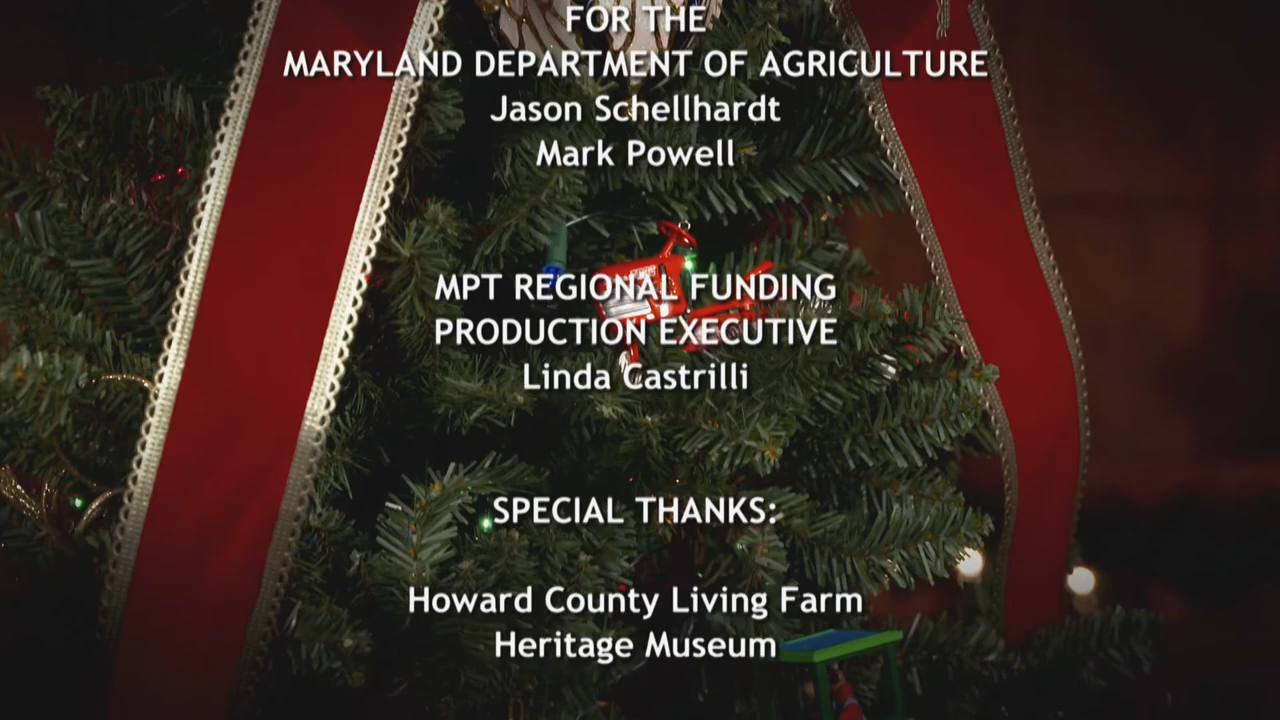 FOR THE
MARYLAND DEPARTMENT OF AGRICULTURE
Jason Schellhardt
Mark Powell
MPT REGIONAL FUNDING
PRODUCTION EXECUTIVE
Linda Castrilli
SPECIAL THANKS:
Howard County Living Farm
Heritage Museum